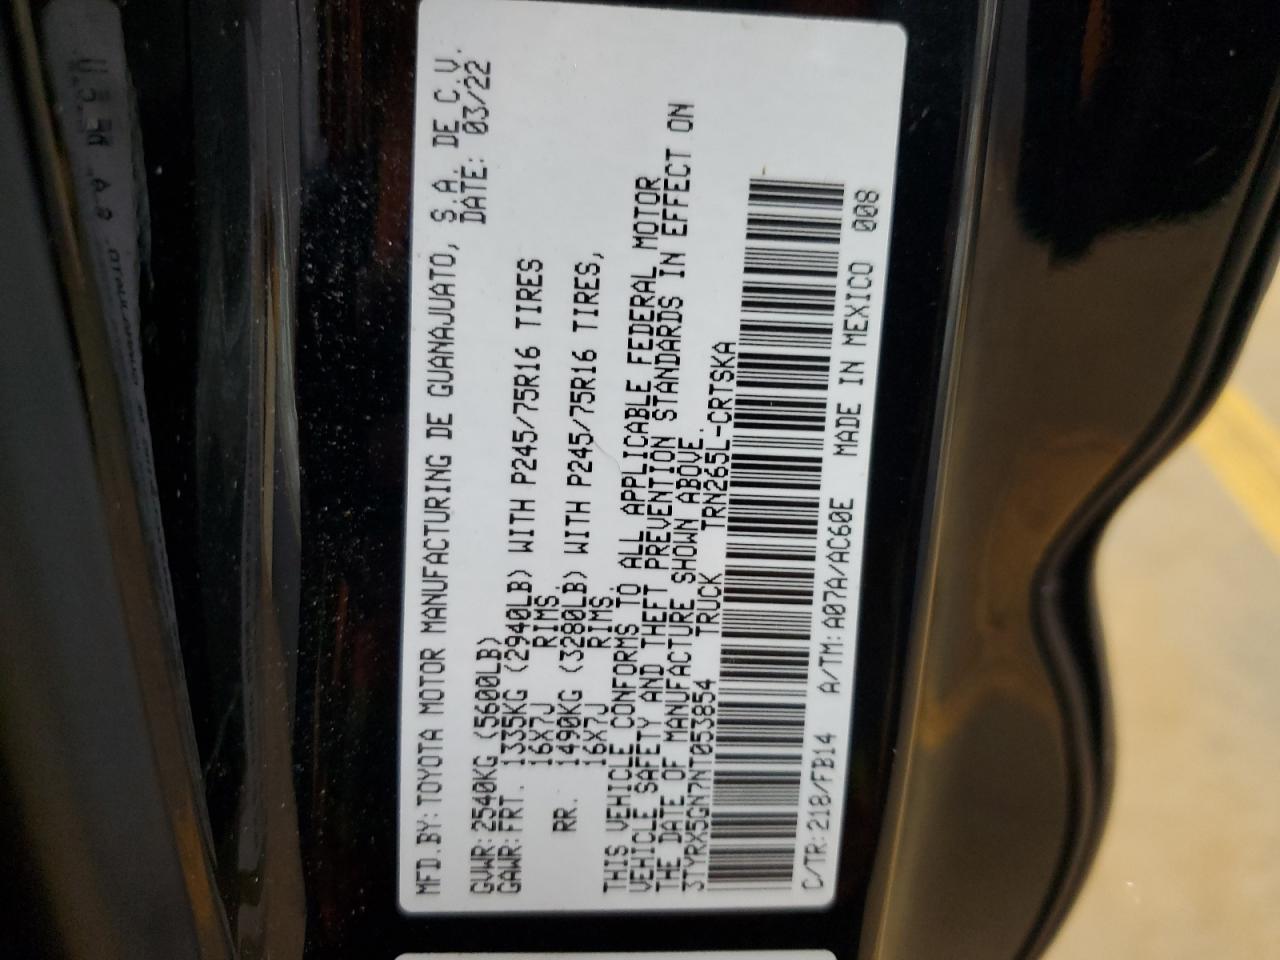 MFD.BY: TOYOTA MOTOR MANUFACTURING DE GUANAJUATO, S.A. DE C.V.
DATE: 03/22
GVWR: 2540KG (5600LB)
GAWR: FRT. 1335KG (2940LB) WITH P245/75R16 TIRES
16X7J RIMS.
RR. 1490KG (3280LB) WITH P245/75R16 TIRES,
16X7J RIMS.
THIS VEHICLE CONFORMS TO ALL APPLICABLE FEDERAL MOTOR
VEHICLE SAFETY AND THEFT PREVENTION STANDARDS IN EFFECT ON
THE DATE OF MANUFACTURE SHOWN ABOVE.
3TYRX5GN7NT053854 TRUCK TRN265L-CRTSKA
C/TR: 218/FB14 A/TM: A07A/AC60E MADE IN MEXICO 008